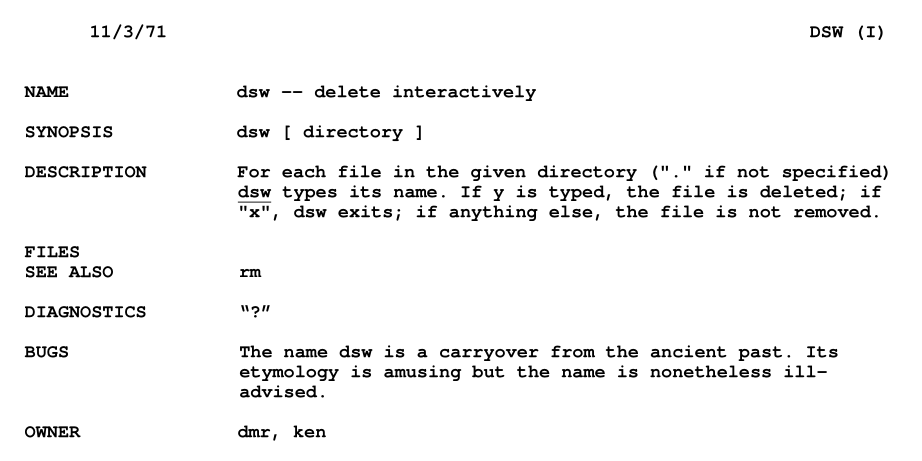 11/3/71 DSW (I)
NAME dsw -- delete interactively
SYNOPSIS dsw [ directory ]
DESCRIPTION For each file in the given directory ("." if not specified)
dsw types its name. If y is typed, the file is deleted; if
"x", dsw exits; if anything else, the file is not removed.
FILES
SEE ALSO rm
DIAGNOSTICS “?”
BUGS The name dsw is a carryover from the ancient past. Its
etymology is amusing but the name is nonetheless ill-
advised.
OWNER dmr, ken